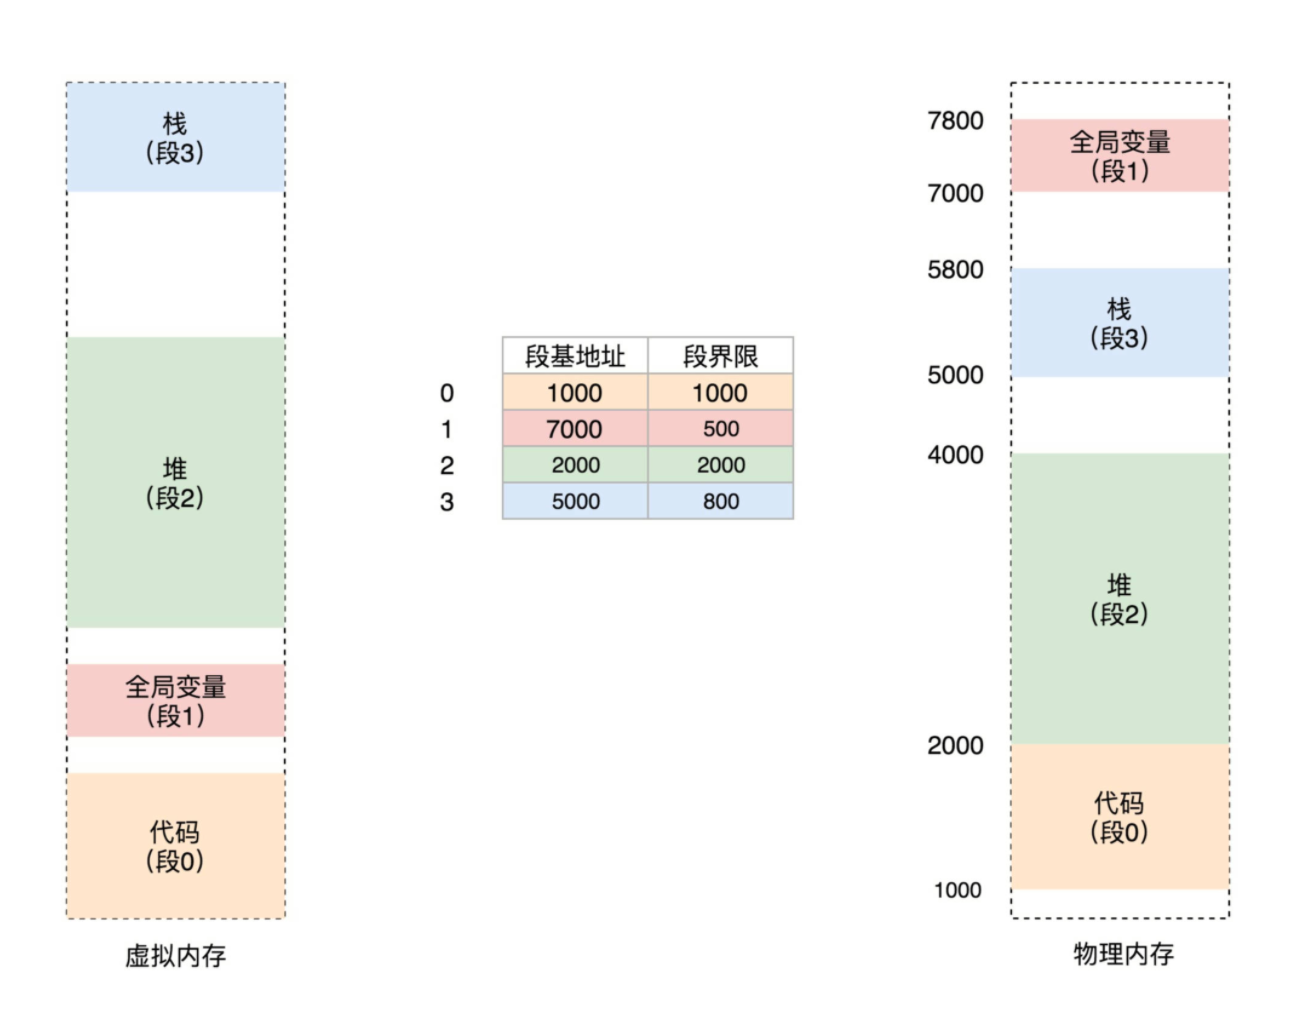 栈
（段3）
堆
（段2）
全局变量
（段1）
代码
（段0）
虚拟内存
段基地址 段界限
0 1000 1000
1 7000 500
2 2000 2000
3 5000 800
7800
全局变量
（段1）
7000
5800
栈
（段3）
5000
4000
堆
（段2）
2000
代码
（段0）
1000
物理内存